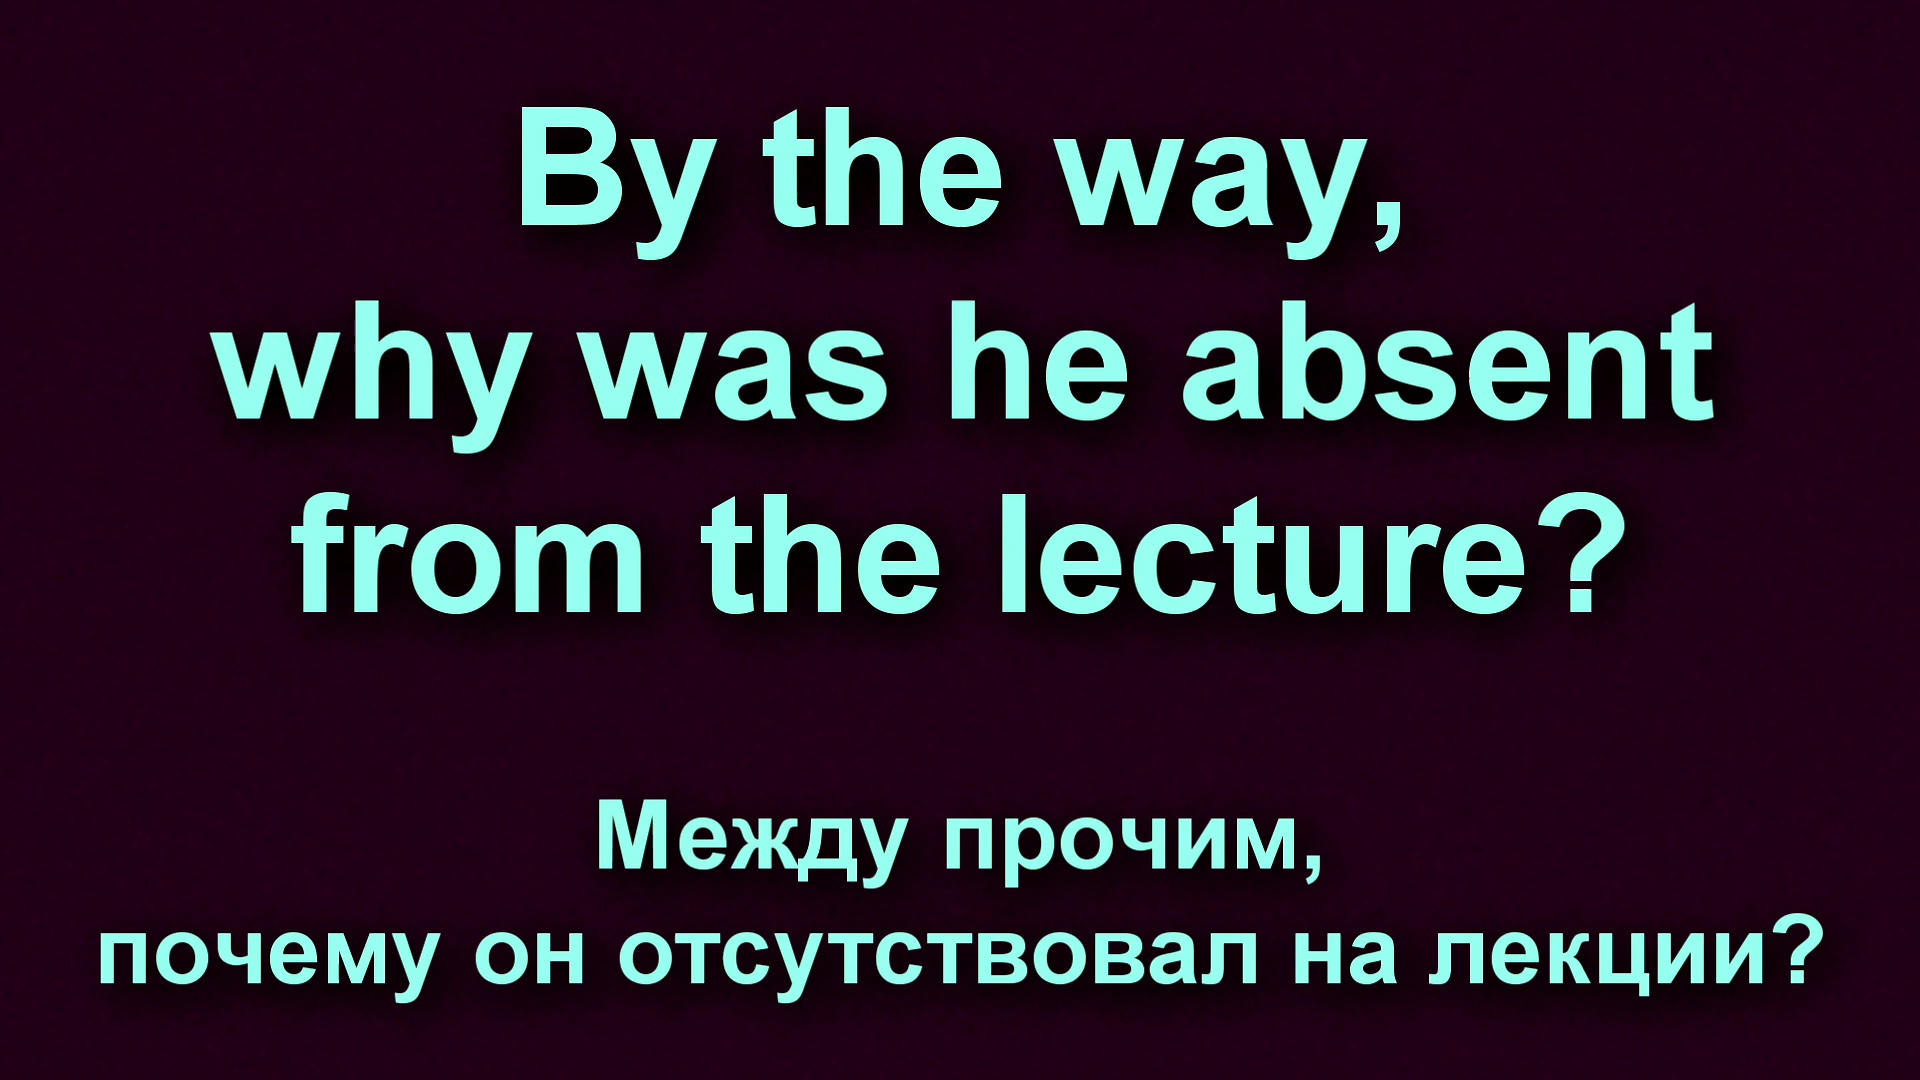 By the way,
why was he absent
from the lecture?
Между прочим,
почему он отсутствовал на лекции?